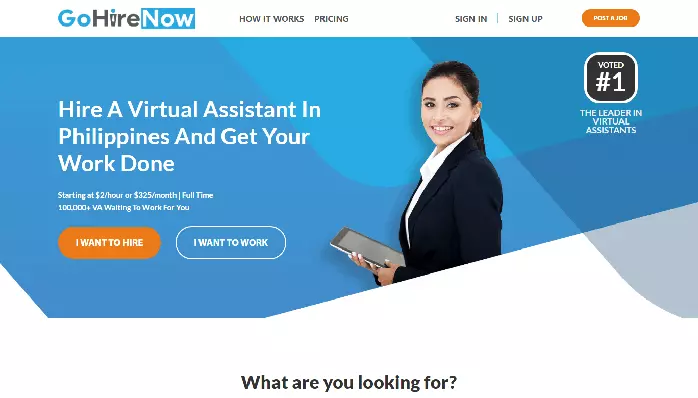 GoHireNow
HOW IT WORKS PRICING
SIGN IN | SIGN UP
POST A JOB
VOTED
#1
THE LEADER IN
VIRTUAL
ASSISTANTS
Hire A Virtual Assistant In
Philippines And Get Your
Work Done
Starting at $2/hour or $325/month | Full Time
100,000+ VA Waiting To Work For You
I WANT TO HIRE
I WANT TO WORK
What are you looking for?